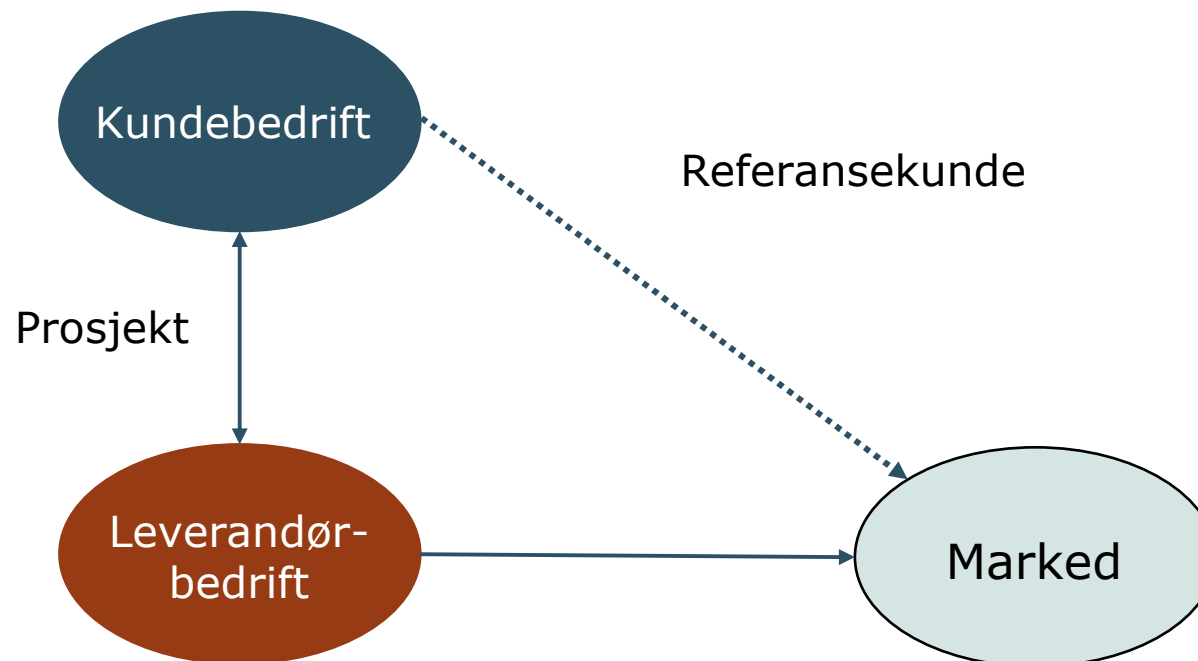 Kundebedrift
Referansekunde
Prosjekt
Leverandør-
bedrift
Marked